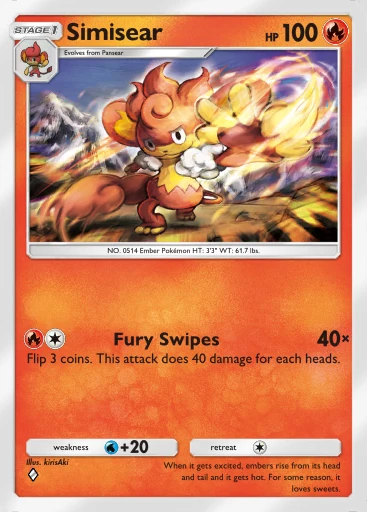 STAGE 1
Simisear
HP 100
Evolves from Pansear
NO. 0514 Ember Pokémon HT: 3'3" WT: 61.7 lbs.
Fury Swipes 40×
Flip 3 coins. This attack does 40 damage for each heads.
weakness +20
retreat
Illus. kirisAki
When it gets excited, embers rise from its head
and tail and it gets hot. For some reason, it
loves sweets.